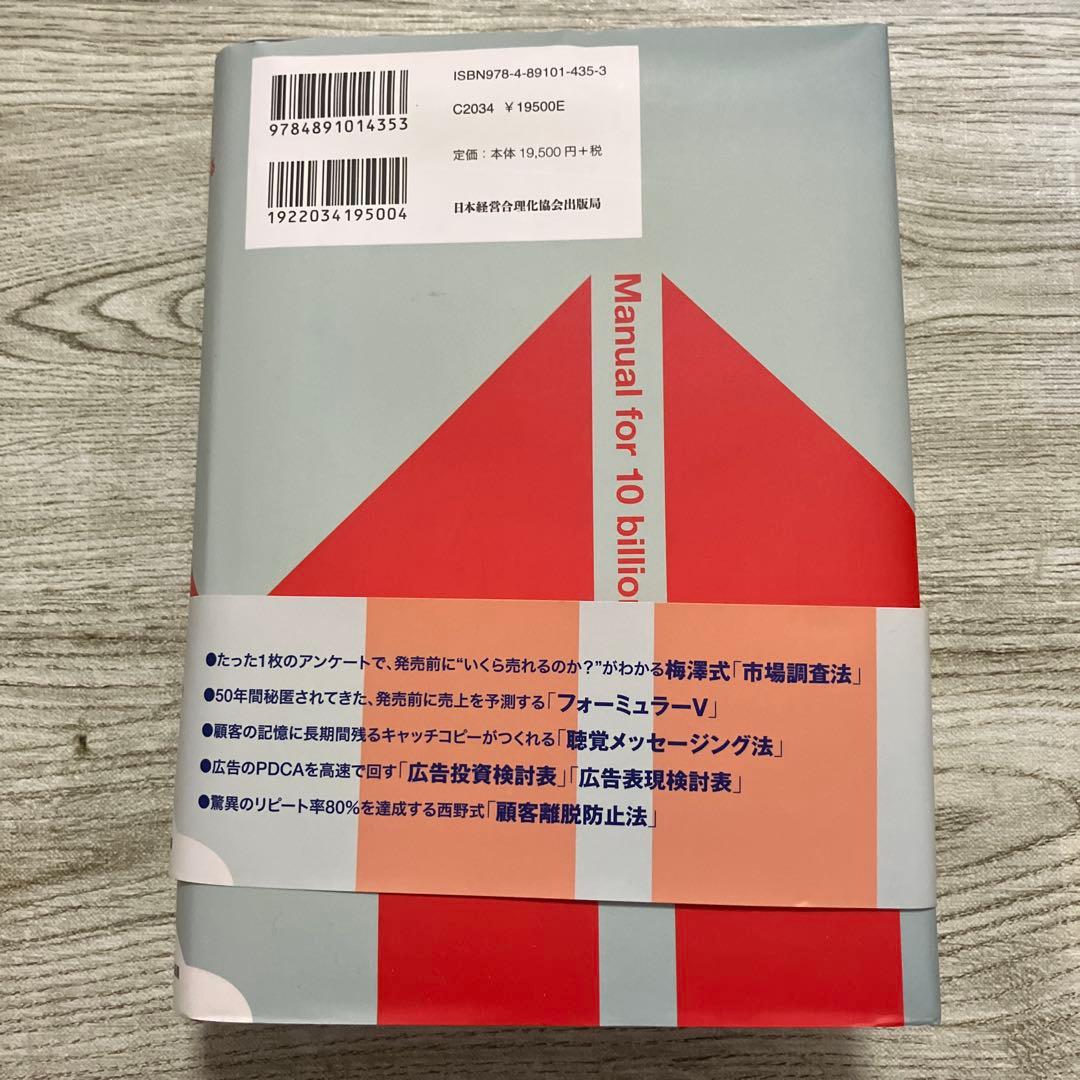 ISBN978-4-89101-435-3
9784891014353
C2034 ¥19500E
定価：本体19,500円+税
1922034195004
日本経営合理化協会出版局
Manual for 10 billion
●たった1枚のアンケートで、発売前に“いくら売れるのか？”がわかる梅澤式「市場調査法」
●50年間秘匿されてきた、発売前に売上を予測する「フォーミュラーV」
●顧客の記憶に長期間残るキャッチコピーがつくれる「聴覚メッセージング法」
●広告のPDCAを高速で回す「広告投資検討表」「広告表現検討表」
●驚異のリピート率80%を達成する西野式「顧客離脱防止法」